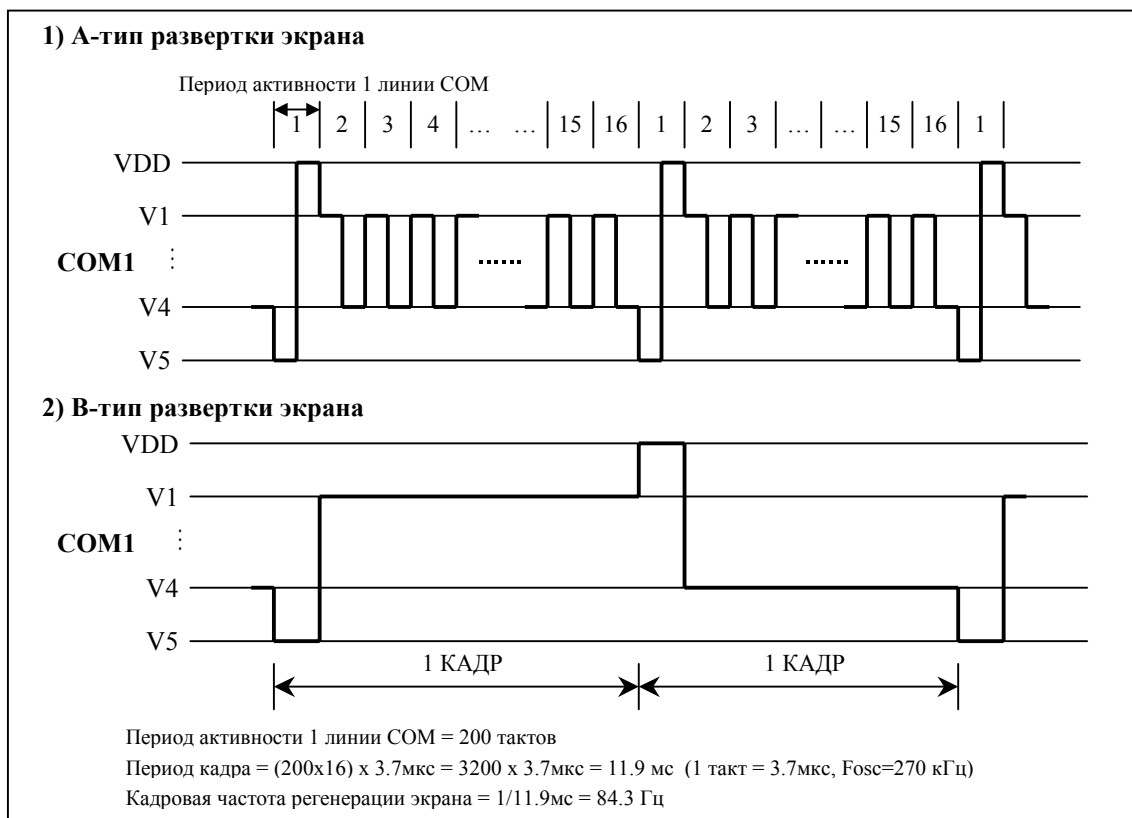 1) А-тип развертки экрана
Период активности 1 линии COM
1 2 3 4 … … 15 16 1 2 3 … … 15 16 1
VDD
V1
COM1
V4
V5
2) В-тип развертки экрана
VDD
V1
COM1
V4
V5
1 КАДР 1 КАДР
Период активности 1 линии COM = 200 тактов
Период кадра = (200x16) x 3.7мкс = 3200 x 3.7мкс = 11.9 мс (1 такт = 3.7мкс, Fosc=270 кГц)
Кадровая частота регенерации экрана = 1/11.9мс = 84.3 Гц